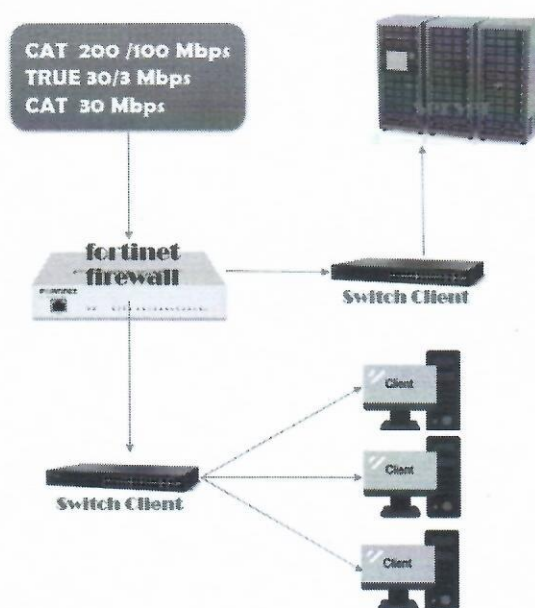 CAT 200 /100 Mbps
TRUE 30/3 Mbps
CAT 30 Mbps
fortinet
firewall
Switch Client
Client
Client
Switch Client
Client